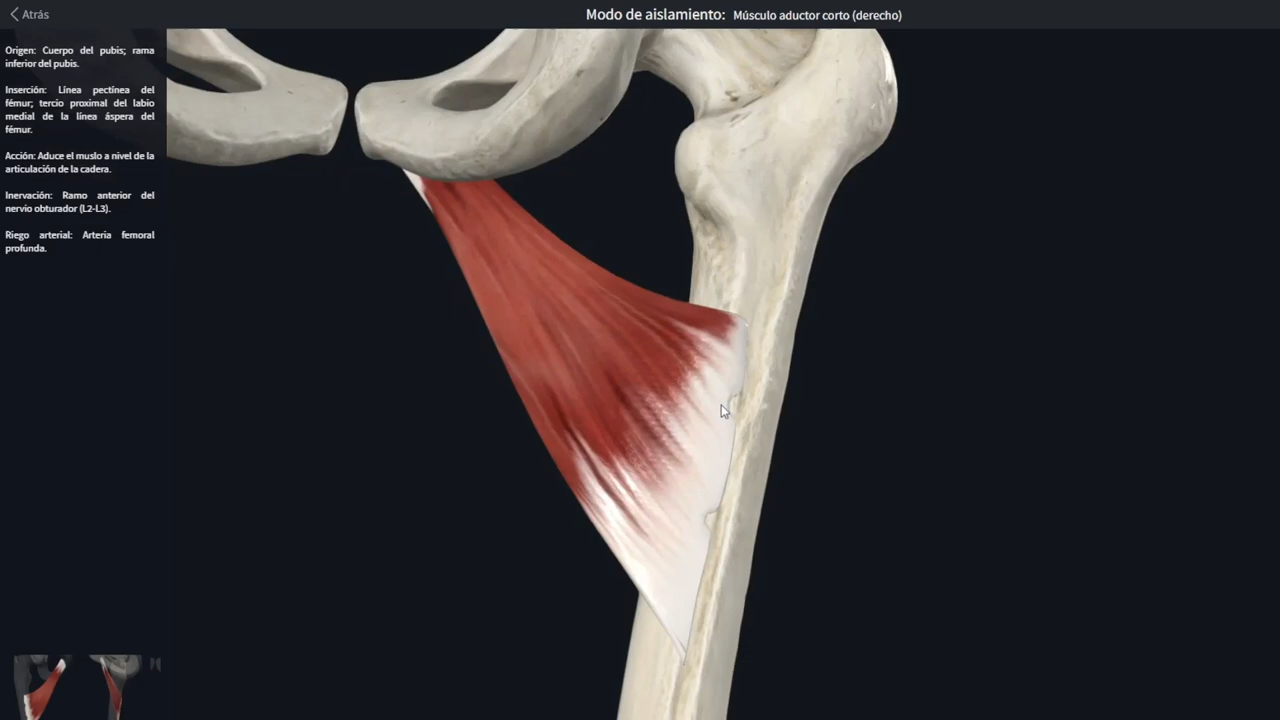 Atrás
Modo de aislamiento: Músculo aductor corto (derecho)
Origen: Cuerpo del pubis; rama
inferior del pubis.
Inserción: Línea pectínea del
fémur; tercio proximal del labio
medial de la línea áspera del
fémur.
Acción: Aduce el muslo a nivel de la
articulación de la cadera.
Inervación: Ramo anterior del
nervio obturador (L2-L3).
Riego arterial: Arteria femoral
profunda.